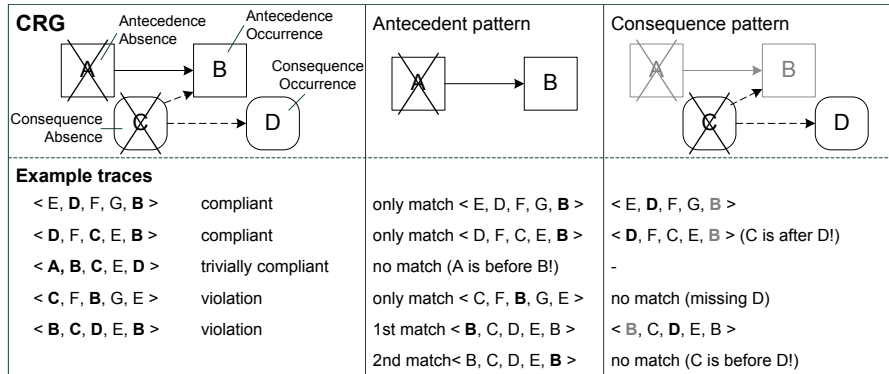 CRG
Antecedence
Absence
Antecedence
Occurrence
A
B
Consequence
Occurrence
Consequence
Absence
C
D
Antecedent pattern
A
B
Consequence pattern
A
B
C
D
Example traces
< E, D, F, G, B > compliant only match < E, D, F, G, B > < E, D, F, G, B >
< D, F, C, E, B > compliant only match < D, F, C, E, B > < D, F, C, E, B > (C is after D!)
< A, B, C, E, D > trivially compliant no match (A is before B!) -
< C, F, B, G, E > violation only match < C, F, B, G, E > no match (missing D)
< B, C, D, E, B > violation 1st match < B, C, D, E, B > < B, C, D, E, B >
2nd match< B, C, D, E, B > no match (C is before D!)